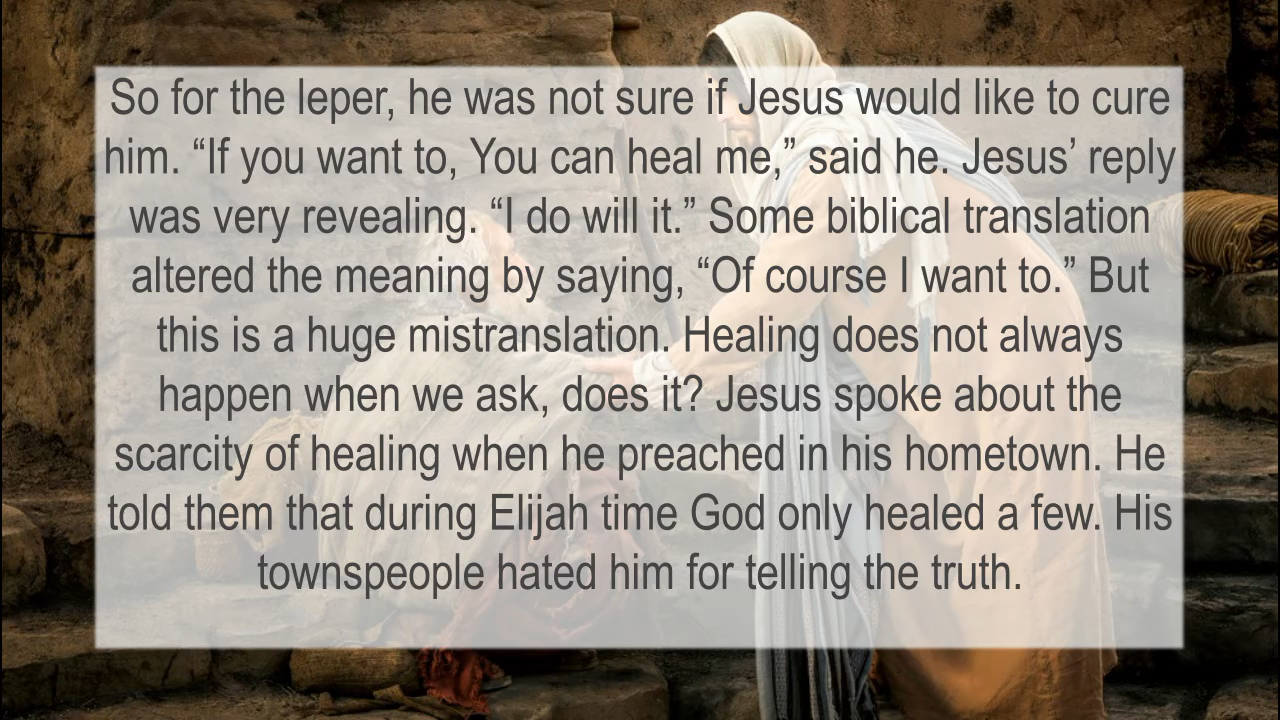 So for the leper, he was not sure if Jesus would like to cure
him. “If you want to, You can heal me,” said he. Jesus’ reply
was very revealing. “I do will it.” Some biblical translation
altered the meaning by saying, “Of course I want to.” But
this is a huge mistranslation. Healing does not always
happen when we ask, does it? Jesus spoke about the
scarcity of healing when he preached in his hometown. He
told them that during Elijah time God only healed a few. His
townspeople hated him for telling the truth.